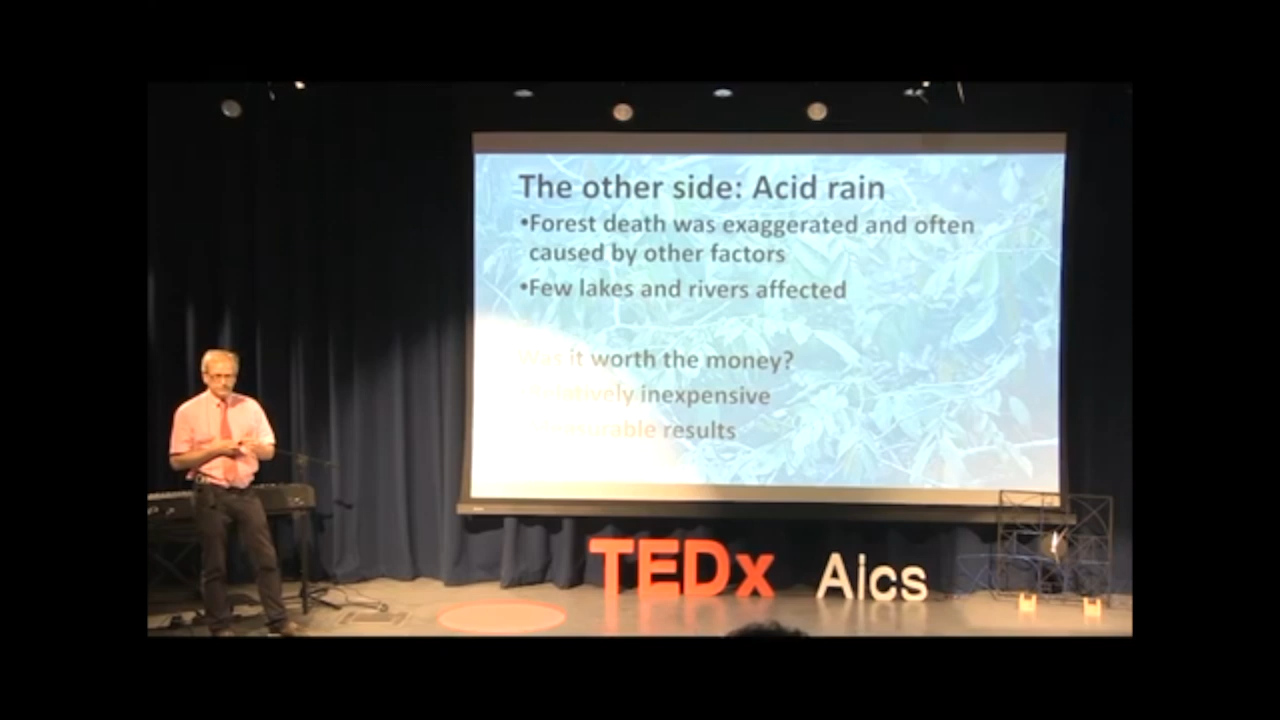 The other side: Acid rain
•Forest death was exaggerated and often
caused by other factors
•Few lakes and rivers affected
Was it worth the money?
inexpensive
results
TEDx Aics